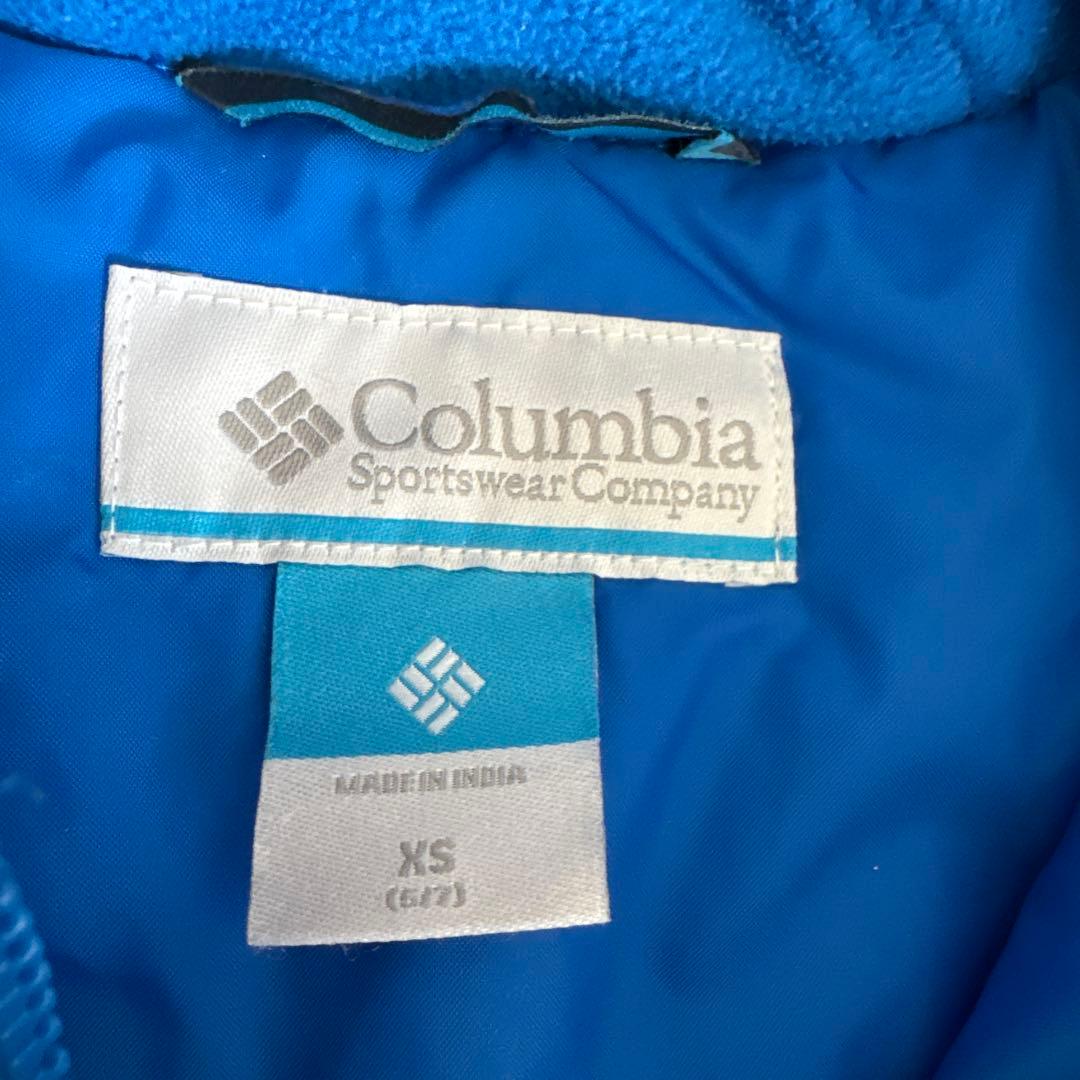 Columbia
Sportswear Company
MADE IN INDIA
XS
(6/7)